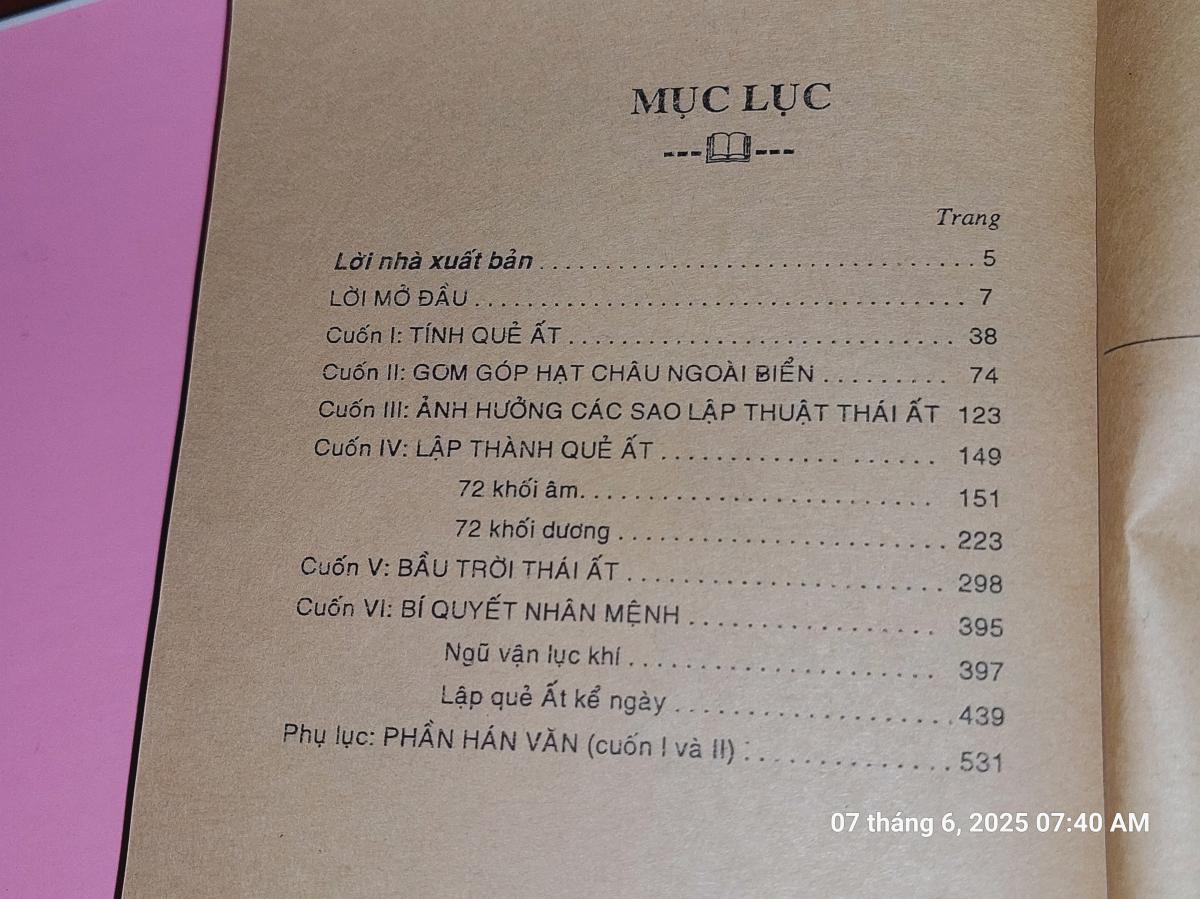 MỤC LỤC
Trang
Lời nhà xuất bản ........................................ 5
LỜI MỞ ĐẦU ........................................ 7
Cuốn I: TÍNH QUẺ ẤT ........................................ 38
Cuốn II: GOM GÓP HẠT CHÂU NGOÀI BIỂN .......... 74
Cuốn III: ẢNH HƯỞNG CÁC SAO LẬP THUẬT THÁI ẤT 123
Cuốn IV: LẬP THÀNH QUẺ ẤT .................... 149
72 khối âm............................ 151
72 khối dương ......................... 223
Cuốn V: BẦU TRỜI THÁI ẤT ........................ 298
Cuốn VI: BÍ QUYẾT NHÂN MỆNH .................... 395
Ngũ vận lục khí ........................ 397
Lập quẻ Ất kể ngày ..................... 439
Phụ lục: PHẦN HÁN VĂN (cuốn I và II) ................ 531
07 tháng 6, 2025 07:40 AM